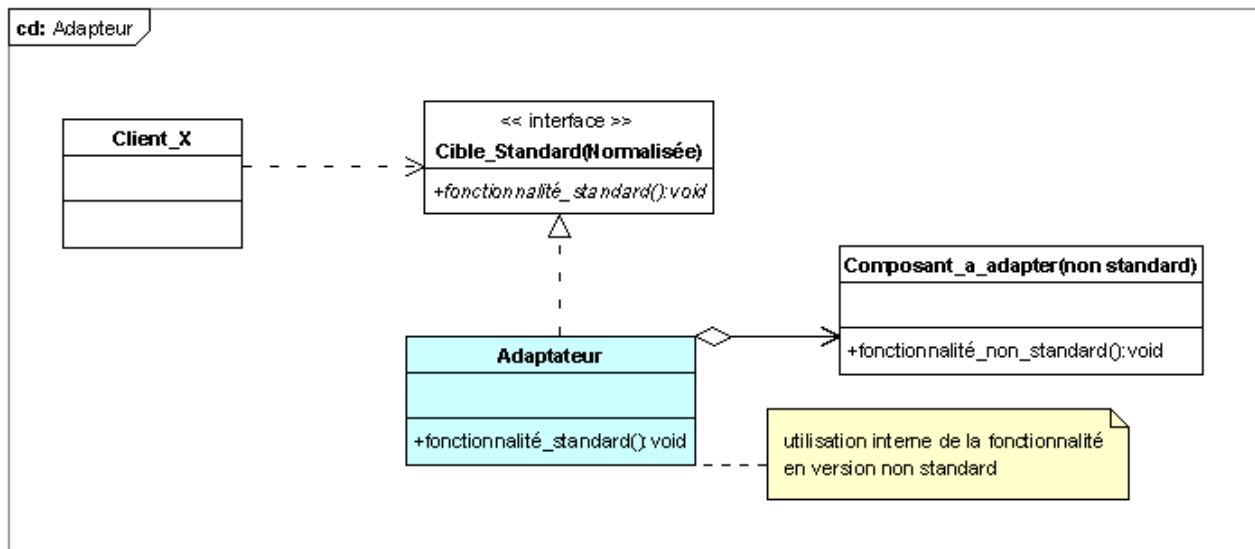 cd: Adapteur
Client_X
<< interface >>
Cible_Standard(Normalisée)
+fonctionnalité_standard():void
Composant_a_adapter(non standard)
+fonctionnalité_non_standard():void
Adaptateur
+fonctionnalité_standard():void
utilisation interne de la fonctionnalité
en version non standard